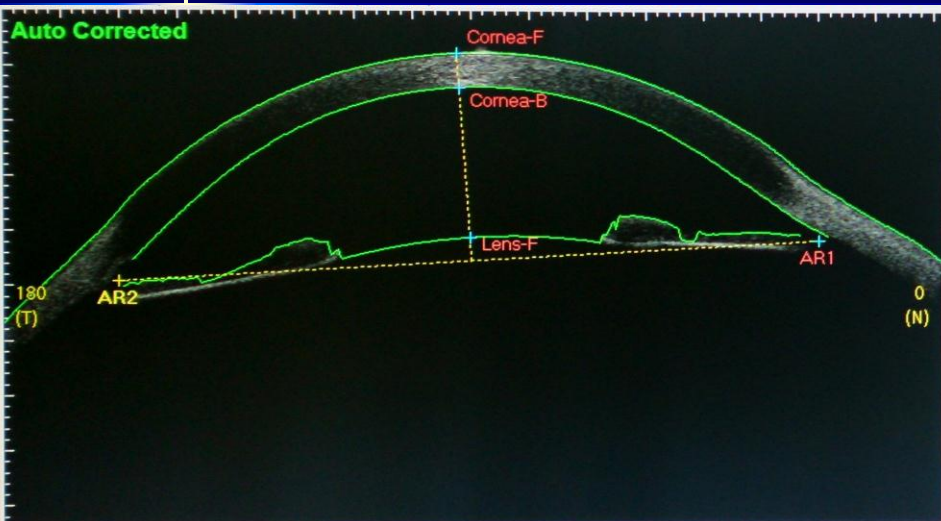 Auto Corrected
Cornea-F
Cornea-B
Lens-F
AR1
AR2
180
(T)
0
(N)